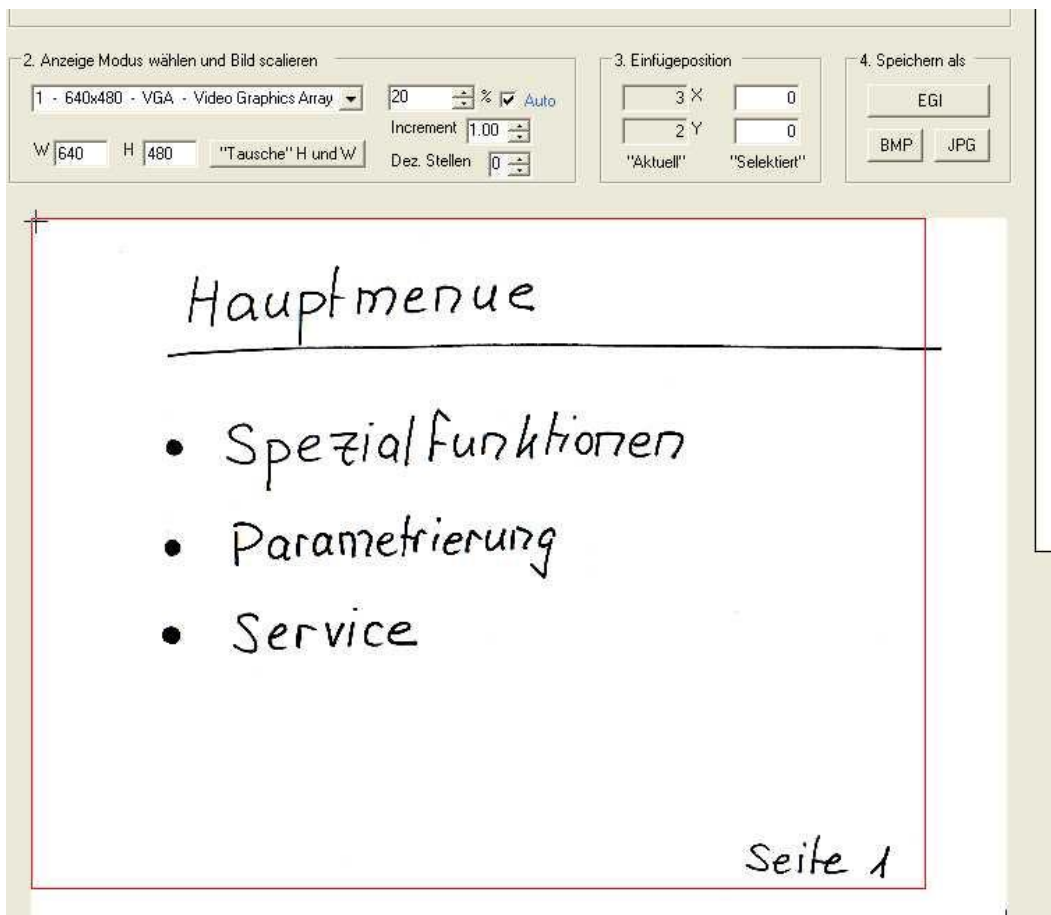 2. Anzeige Modus wählen und Bild scalieren
1 - 640x480 - VGA - Video Graphics Array
20 % Auto
Increment 1.00
W 640 H 480 "Tausche" H und W
Dez. Stellen 0
3. Einfügeposition
3 X 0
2 Y 0
"Aktuell" "Selektiert"
4. Speichern als
EGI
BMP JPG
Hauptmenue
• Spezialfunktionen
• Parametrierung
• Service
Seite 1